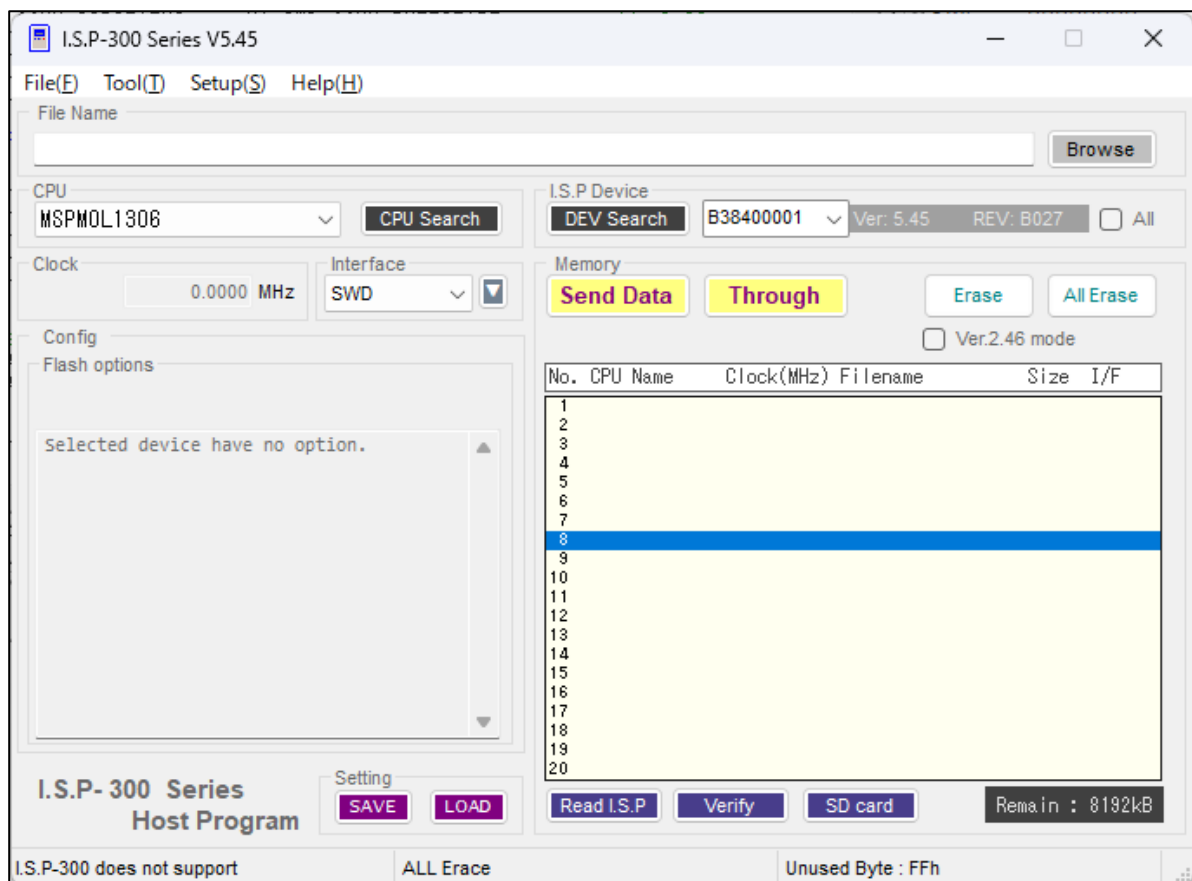 I.S.P-300 Series V5.45
File(F) Tool(T) Setup(S) Help(H)
File Name
Browse
CPU
MSPM0L1306
CPU Search
I.S.P Device
DEV Search
B38400001
Ver: 5.45 REV: B027
All
Clock
0.0000 MHz
Interface
SWD
Memory
Send Data
Through
Erase
All Erase
Ver.2.46 mode
Config
Flash options
Selected device have no option.
No. CPU Name Clock(MHz) Filename Size I/F
1
2
3
4
5
6
7
8
9
10
11
12
13
14
15
16
17
18
19
20
I.S.P- 300 Series
Host Program
Setting
SAVE
LOAD
Read I.S.P
Verify
SD card
Remain : 8192kB
I.S.P-300 does not support
ALL Erace
Unused Byte : FFh